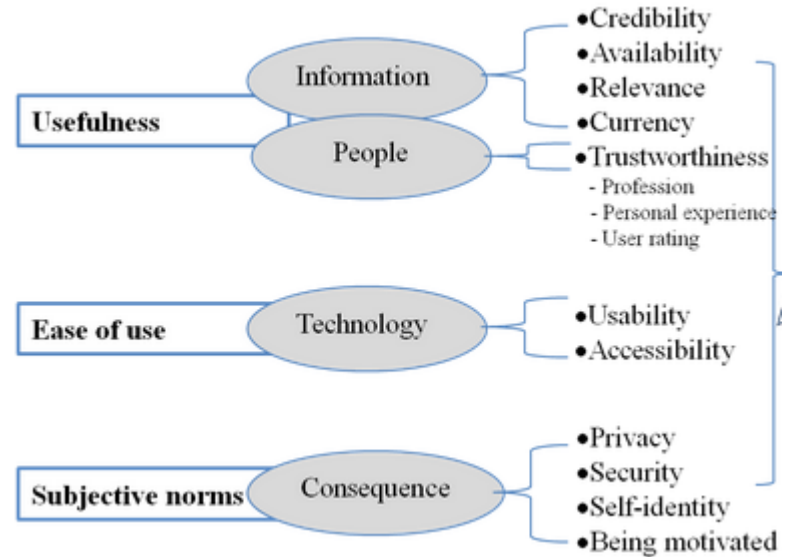 Usefulness
Information
•Credibility
•Availability
•Relevance
•Currency
People
•Trustworthiness
- Profession
- Personal experience
- User rating
Ease of use
Technology
•Usability
•Accessibility
Subjective norms
Consequence
•Privacy
•Security
•Self-identity
•Being motivated